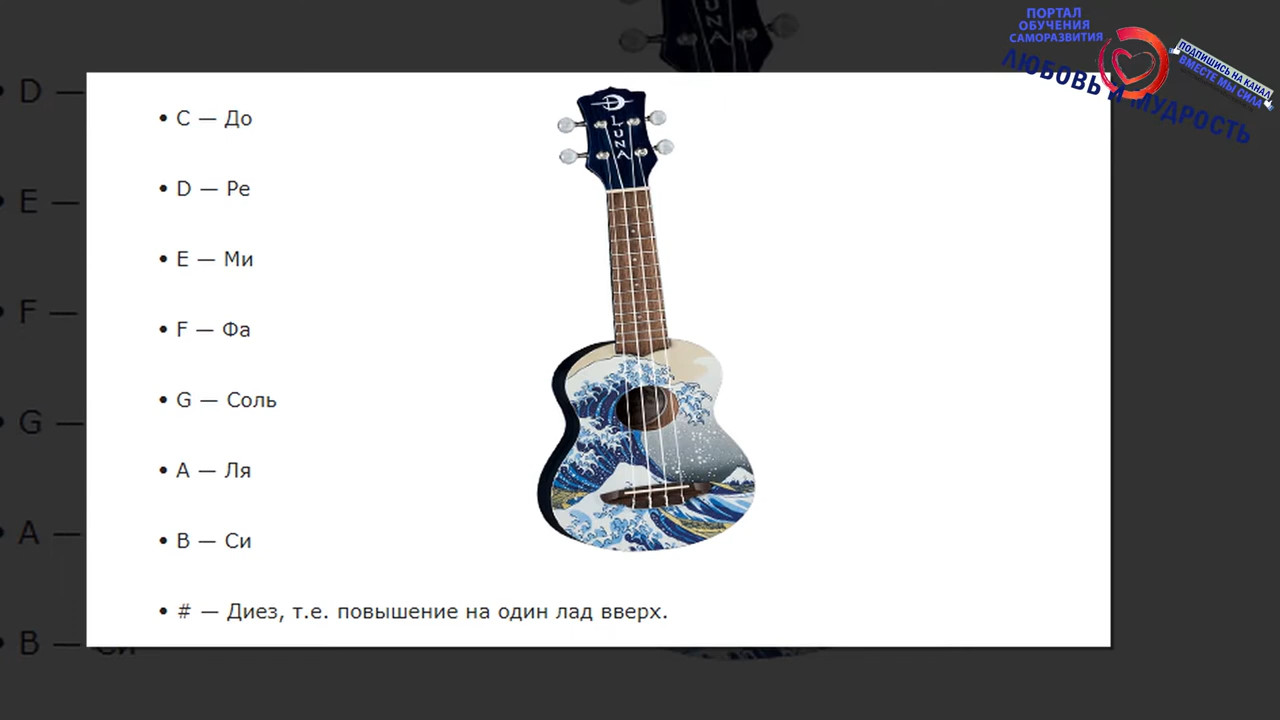 ПОРТАЛ
ОБУЧЕНИЯ
САМОРАЗВИТИЯ
ЛЮБОВЬ И МУДРОСТЬ
ПОДПИШИСЬ НА КАНАЛ
ВМЕСТЕ МЫ СИЛА
• C — До
• D — Ре
• E — Ми
• F — Фа
• G — Соль
• A — Ля
• B — Си
• # — Диез, т.е. повышение на один лад вверх.
LUNA
D —
E —
F —
G —
A —
B — Си